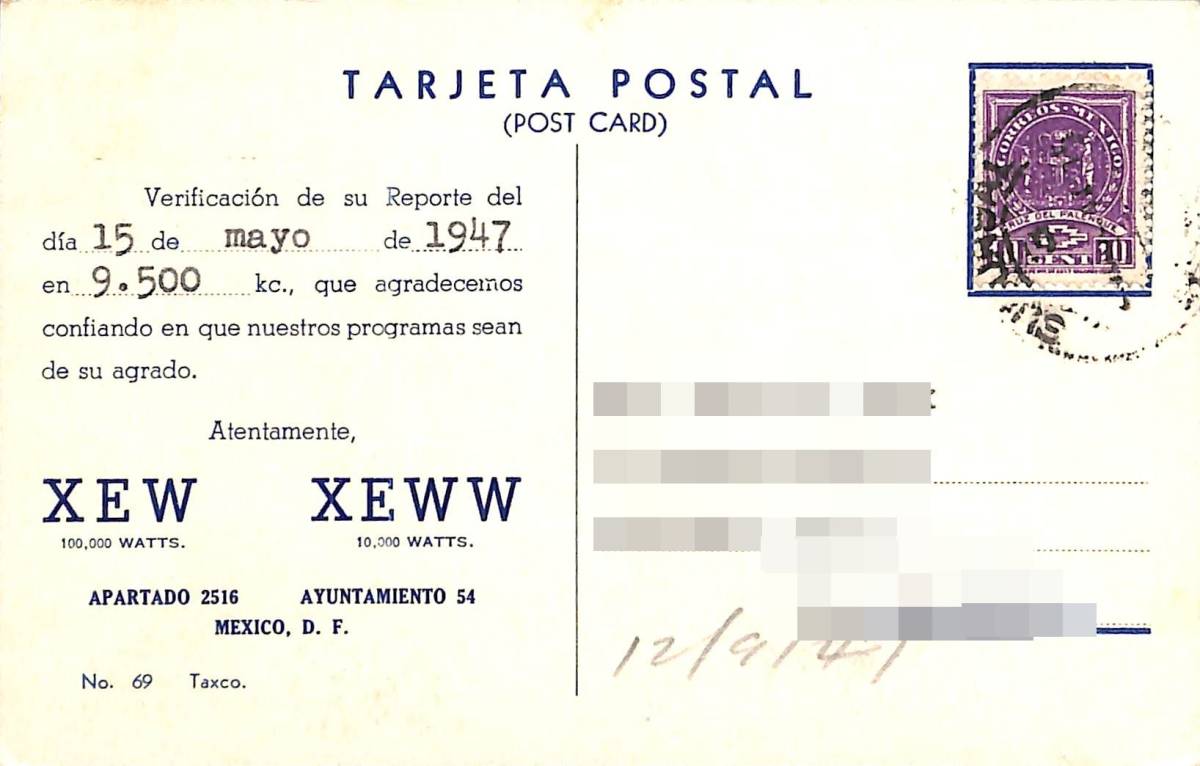 TARJETA POSTAL
(POST CARD)
Verificación de su Reporte del
día 15 de mayo de 1947
en 9.500 kc., que agradecemos
confiando en que nuestros programas sean
de su agrado.
Atentamente,
XEW XEWW
100,000 WATTS. 10,000 WATTS.
APARTADO 2516 AYUNTAMIENTO 54
MEXICO, D. F.
No. 69 Taxco.
CORREOS · MEXICO
CRUZ DEL PALENQUE
12/9/47